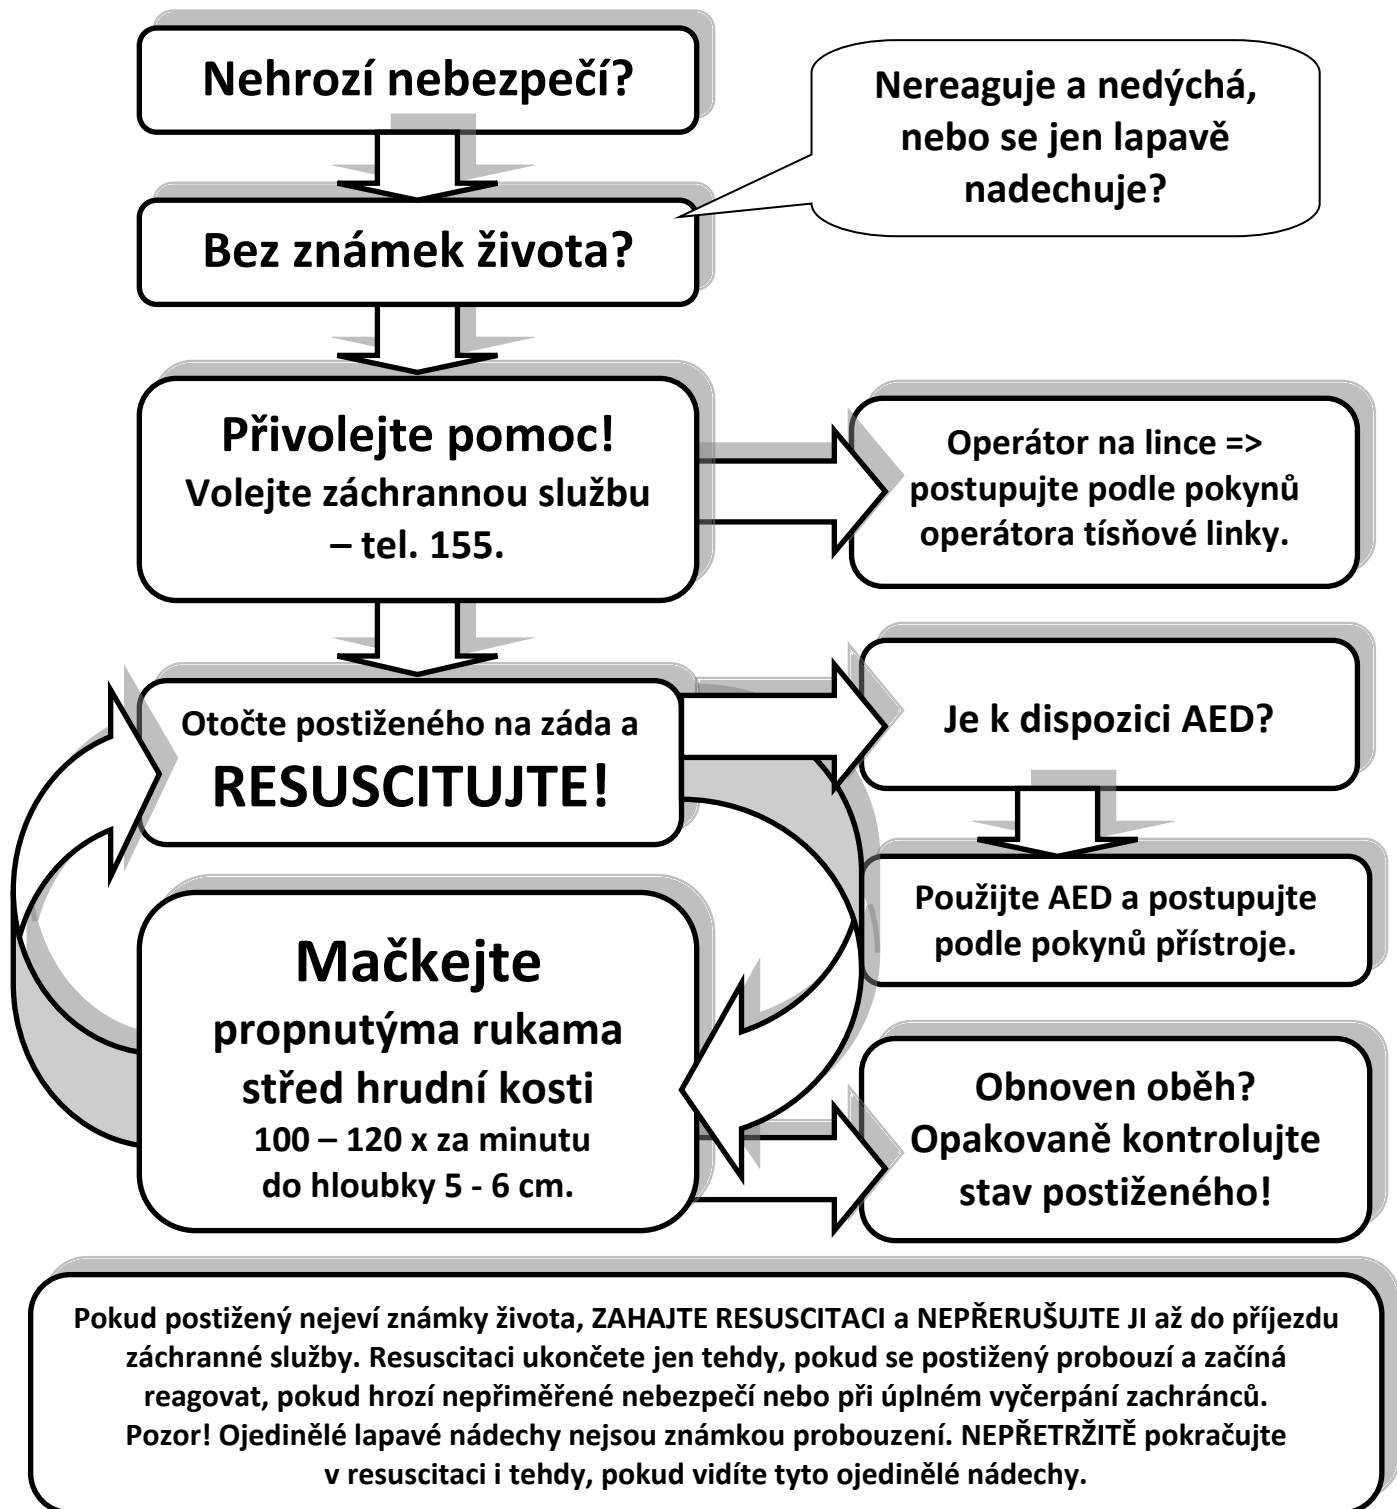 Nehrozí nebezpečí?
Nereaguje a nedýchá,
nebo se jen lapavě
nadechuje?
Bez známek života?
Přivolejte pomoc!
Volejte záchrannou službu
– tel. 155.
Operátor na lince =>
postupujte podle pokynů
operátora tísňové linky.
Otočte postiženého na záda a
RESUSCITUJTE!
Je k dispozici AED?
Použijte AED a postupujte
podle pokynů přístroje.
Mačkejte
propnutýma rukama
střed hrudní kosti
100 – 120 x za minutu
do hloubky 5 - 6 cm.
Obnoven oběh?
Opakovaně kontrolujte
stav postiženého!
Pokud postižený nejeví známky života, ZAHAJTE RESUSCITACI a NEPŘERUŠUJTE JI až do příjezdu
záchranné služby. Resuscitaci ukončete jen tehdy, pokud se postižený probouzí a začíná
reagovat, pokud hrozí nepřiměřené nebezpečí nebo při úplném vyčerpání zachránců.
Pozor! Ojedinělé lapavé nádechy nejsou známkou probouzení. NEPŘETRŽITĚ pokračujte
v resuscitaci i tehdy, pokud vidíte tyto ojedinělé nádechy.